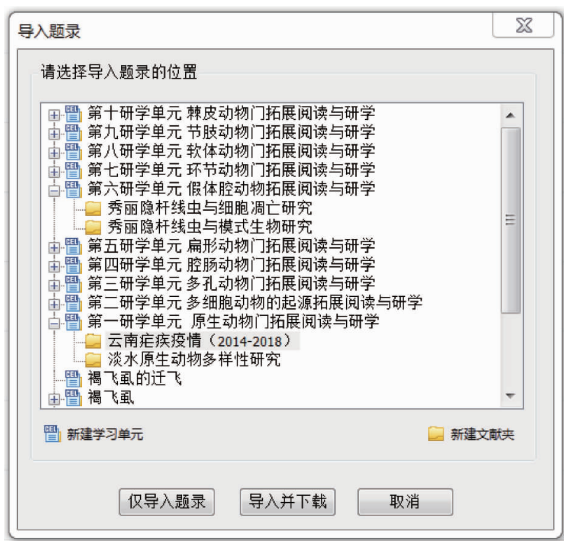 导入题录
请选择导入题录的位置
第十研学单元 棘皮动物门拓展阅读与研学
第九研学单元 节肢动物门拓展阅读与研学
第八研学单元 软体动物门拓展阅读与研学
第七研学单元 环节动物门拓展阅读与研学
第六研学单元 假体腔动物拓展阅读与研学
秀丽隐杆线虫与细胞凋亡研究
秀丽隐杆线虫与模式生物研究
第五研学单元 扁形动物门拓展阅读与研学
第四研学单元 腔肠动物门拓展阅读与研学
第三研学单元 多孔动物门拓展阅读与研学
第二研学单元 多细胞动物的起源拓展阅读与研学
第一研学单元 原生动物门拓展阅读与研学
云南疟疾疫情（2014-2018）
淡水原生动物多样性研究
褐飞虱的迁飞
褐飞虱
新建学习单元 新建文献夹
仅导入题录 导入并下载 取消